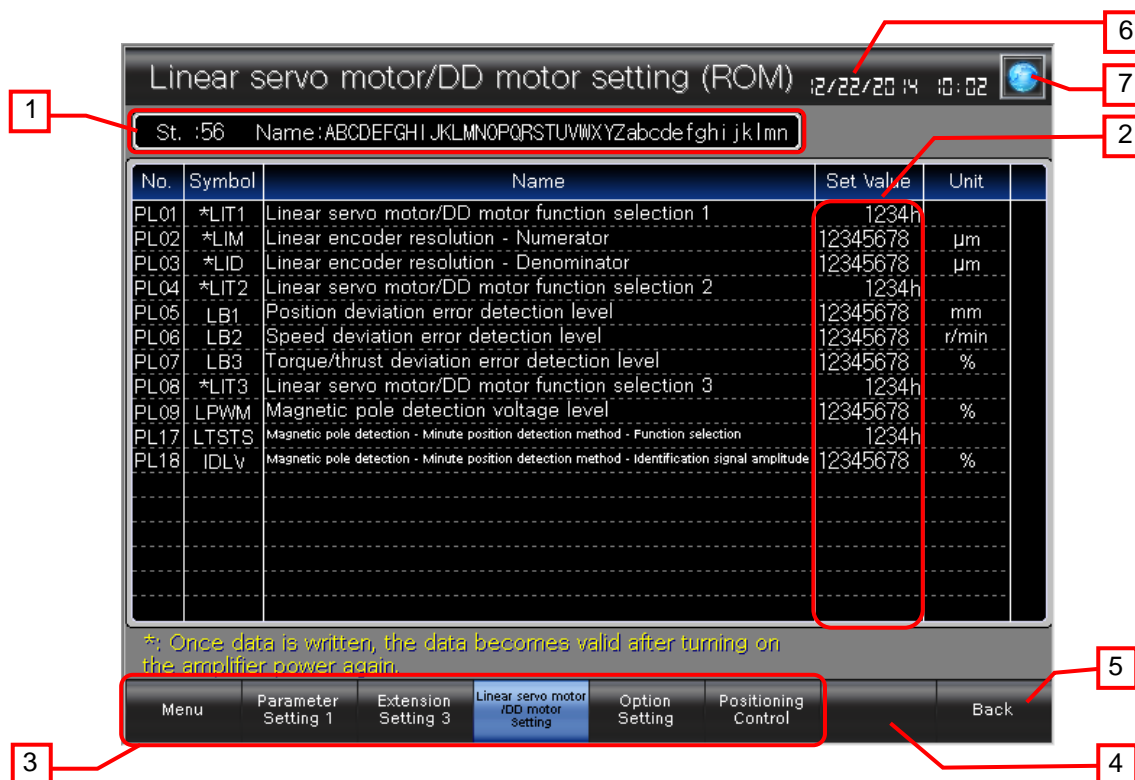 6
Linear servo motor/DD motor setting (ROM) 12/22/2014 10:02
7
1
St. :56 Name:ABCDEFGHIJKLMNOPQRSTUVWXYZabcdefghijklmn
2
No. Symbol Name Set Value Unit
PL01 *LIT1 Linear servo motor/DD motor function selection 1 1234h
PL02 *LIM Linear encoder resolution - Numerator 12345678 µm
PL03 *LID Linear encoder resolution - Denominator 12345678 µm
PL04 *LIT2 Linear servo motor/DD motor function selection 2 1234h
PL05 LB1 Position deviation error detection level 12345678 mm
PL06 LB2 Speed deviation error detection level 12345678 r/min
PL07 LB3 Torque/thrust deviation error detection level 12345678 %
PL08 *LIT3 Linear servo motor/DD motor function selection 3 1234h
PL09 LPWM Magnetic pole detection voltage level 12345678 %
PL17 LTSTS Magnetic pole detection - Minute position detection method - Function selection 1234h
PL18 IDLV Magnetic pole detection - Minute position detection method - Identification signal amplitude 12345678 %
*: Once data is written, the data becomes valid after turning on
the amplifier power again.
5
Menu
Parameter
Setting 1
Extension
Setting 3
Linear servo motor
/DD motor
Setting
Option
Setting
Positioning
Control
Back
3
4